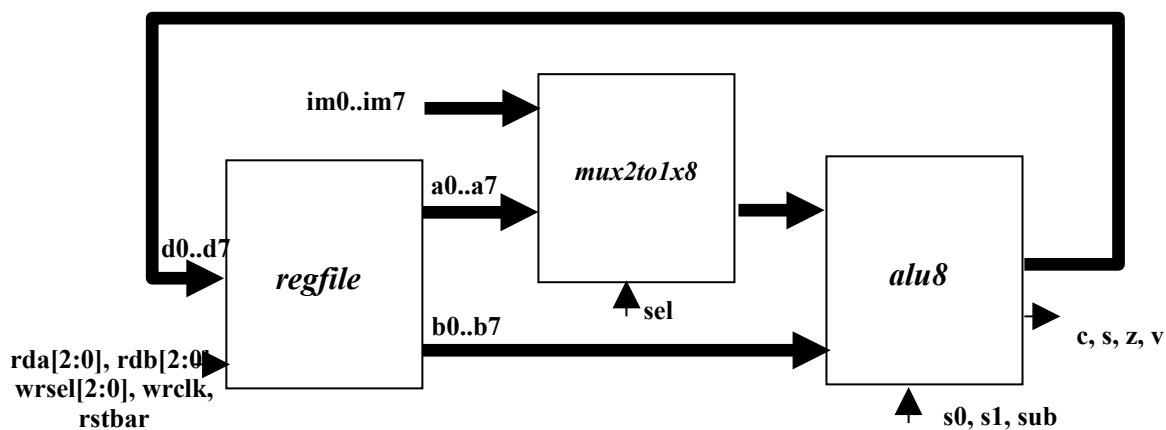 im0..im7
mux2to1x8
a0..a7
d0..d7
regfile
alu8
sel
b0..b7
c, s, z, v
rda[2:0], rdb[2:0]
wrsel[2:0], wrclk,
rstbar
s0, s1, sub